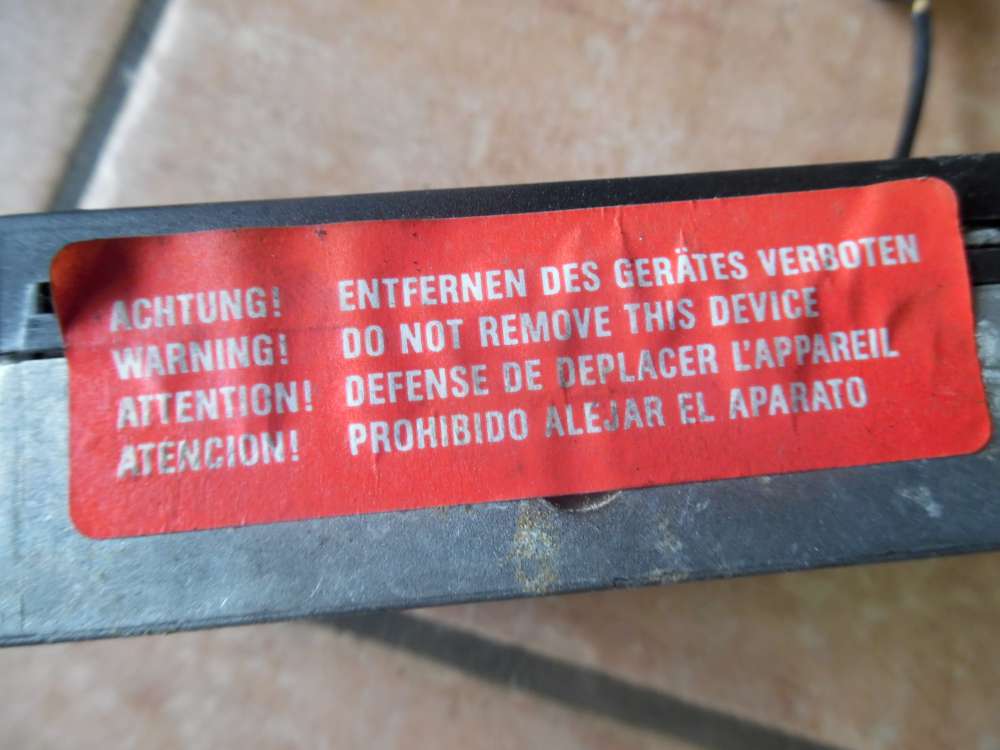 ACHTUNG! ENTFERNEN DES GERÄTES VERBOTEN
WARNING! DO NOT REMOVE THIS DEVICE
ATTENTION! DEFENSE DE DEPLACER L'APPAREIL
ATENCION! PROHIBIDO ALEJAR EL APARATO